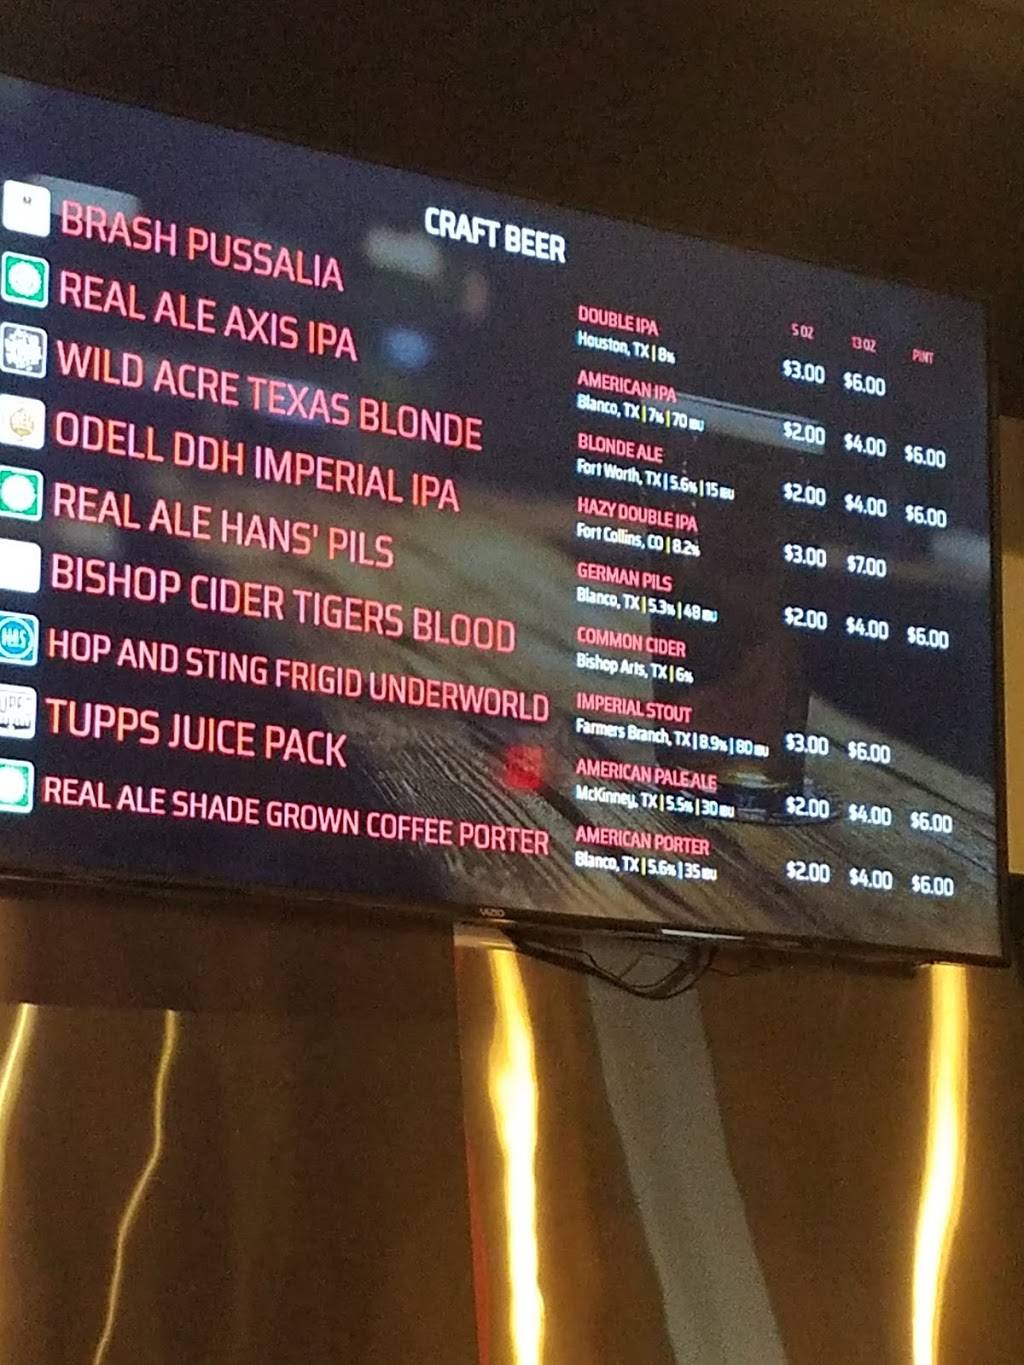 CRAFT BEER
5 OZ 13 OZ PINT
BRASH PUSSALIA
DOUBLE IPA
Houston, TX | 8%
$3.00 $6.00
REAL ALE AXIS IPA
AMERICAN IPA
Blanco, TX | 7% | 70 IBU
$2.00 $4.00 $6.00
WILD ACRE TEXAS BLONDE
BLONDE ALE
Fort Worth, TX | 5.6% | 15 IBU
$2.00 $4.00 $6.00
ODELL DDH IMPERIAL IPA
HAZY DOUBLE IPA
Fort Collins, CO | 8.2%
$3.00 $7.00
REAL ALE HANS' PILS
GERMAN PILS
Blanco, TX | 5.3% | 48 IBU
$2.00 $4.00 $6.00
BISHOP CIDER TIGERS BLOOD
COMMON CIDER
Bishop Arts, TX | 6%
HOP AND STING FRIGID UNDERWORLD
IMPERIAL STOUT
Farmers Branch, TX | 8.9% | 80 IBU
$3.00 $6.00
TUPPS JUICE PACK
AMERICAN PALE ALE
McKinney, TX | 5.5% | 30 IBU
$2.00 $4.00 $6.00
REAL ALE SHADE GROWN COFFEE PORTER
AMERICAN PORTER
Blanco, TX | 5.6% | 35 IBU
$2.00 $4.00 $6.00
VIZIO